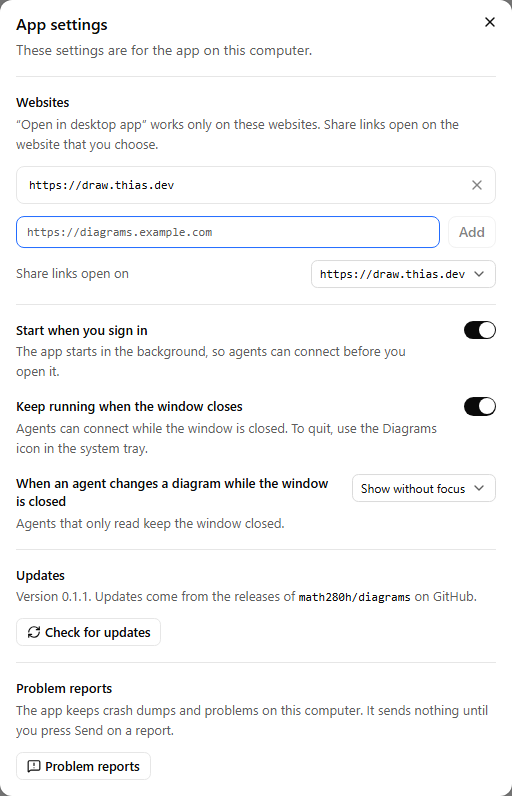 App settings
These settings are for the app on this computer.
Websites
“Open in desktop app” works only on these websites. Share links open on the
website that you choose.
https://draw.thias.dev
https://diagrams.example.com
Add
Share links open on
https://draw.thias.dev
Start when you sign in
The app starts in the background, so agents can connect before you
open it.
Keep running when the window closes
Agents can connect while the window is closed. To quit, use the Diagrams
icon in the system tray.
When an agent changes a diagram while the window
is closed
Show without focus
Agents that only read keep the window closed.
Updates
Version 0.1.1. Updates come from the releases of math280h/diagrams on GitHub.
Check for updates
Problem reports
The app keeps crash dumps and problems on this computer. It sends nothing until
you press Send on a report.
Problem reports